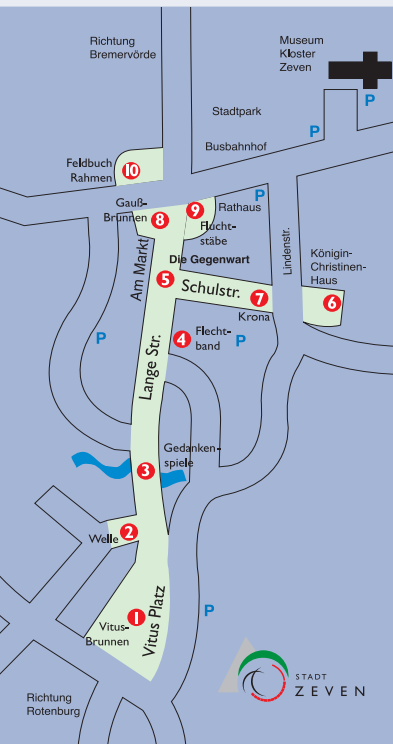 Richtung
Bremervörde
Museum
Kloster
Zeven
P
Stadtpark
P
Busbahnhof
Feldbuch
Rahmen
10
P
Gauß-
Brunnen
8
9
Rathaus
Flucht-
stäbe
Am Markt
Die Gegenwart
Lindenstr.
Königin-
Christinen-
Haus
5
Schulstr.
7
6
Krona
P
4
Flecht-
band
P
Lange Str.
Gedanken-
spiele
3
Welle
2
1
Vitus-
Brunnen
Vitus Platz
P
STADT
ZEVEN
Richtung
Rotenburg